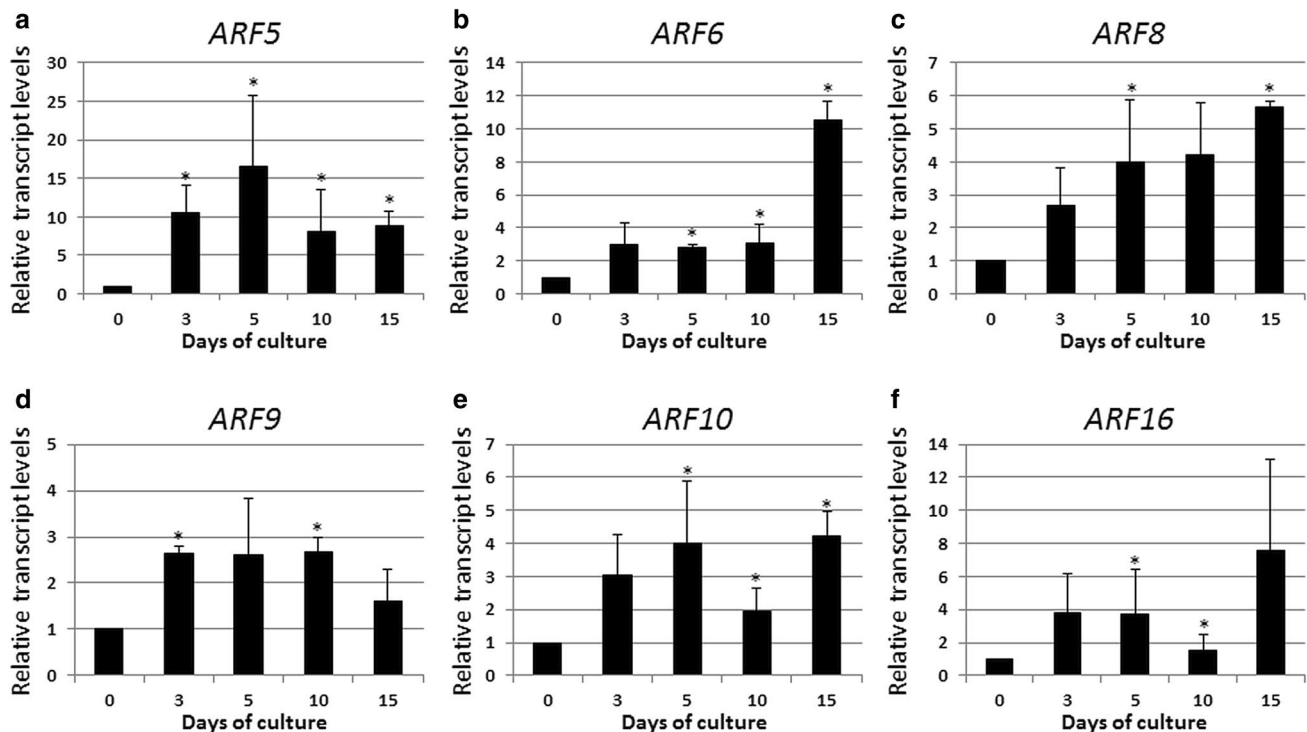 a
ARF5
Relative transcript levels
30
25
20
15
10
5
0
*
*
*
*
0 3 5 10 15
Days of culture
b
ARF6
Relative transcript levels
14
12
10
8
6
4
2
0
*
*
*
0 3 5 10 15
Days of culture
c
ARF8
Relative transcript levels
7
6
5
4
3
2
1
0
*
*
0 3 5 10 15
Days of culture
d
ARF9
Relative transcript levels
5
4
3
2
1
0
*
*
0 3 5 10 15
Days of culture
e
ARF10
Relative transcript levels
7
6
5
4
3
2
1
0
*
*
*
0 3 5 10 15
Days of culture
f
ARF16
Relative transcript levels
14
12
10
8
6
4
2
0
*
*
0 3 5 10 15
Days of culture